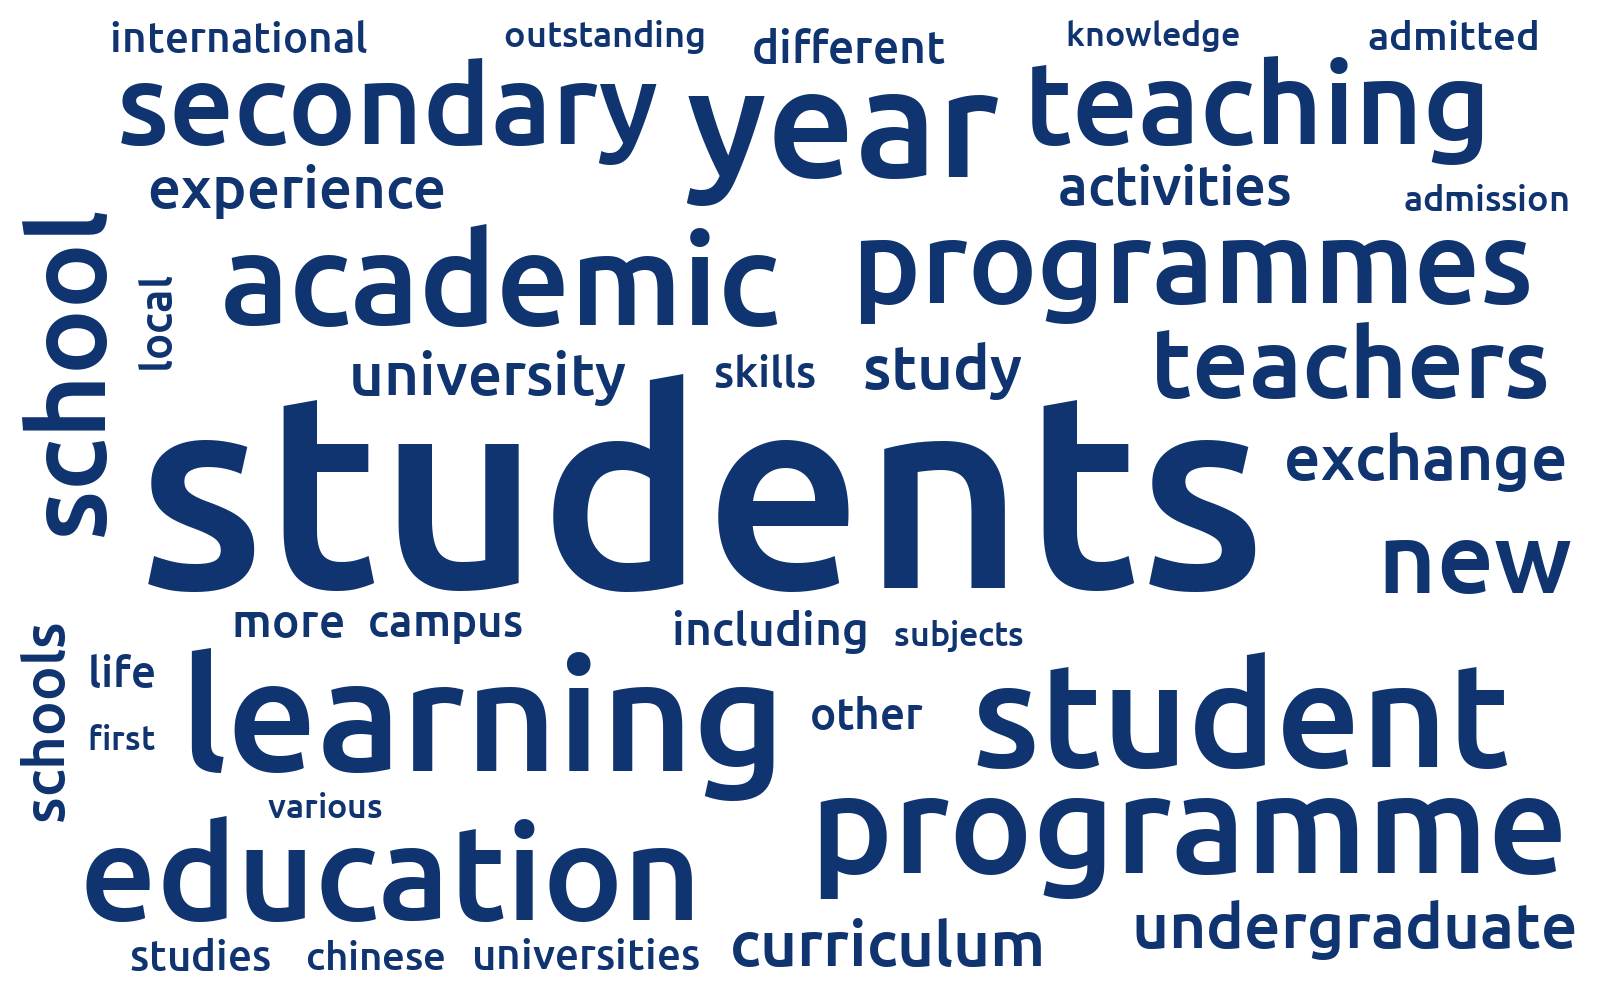 international
outstanding
different
knowledge
admitted
secondary
year
teaching
experience
activities
admission
school
local
academic
programmes
university
skills
study
teachers
students
exchange
new
more
campus
including
subjects
schools
life
first
learning
other
student
various
programme
education
undergraduate
studies
chinese
universities
curriculum